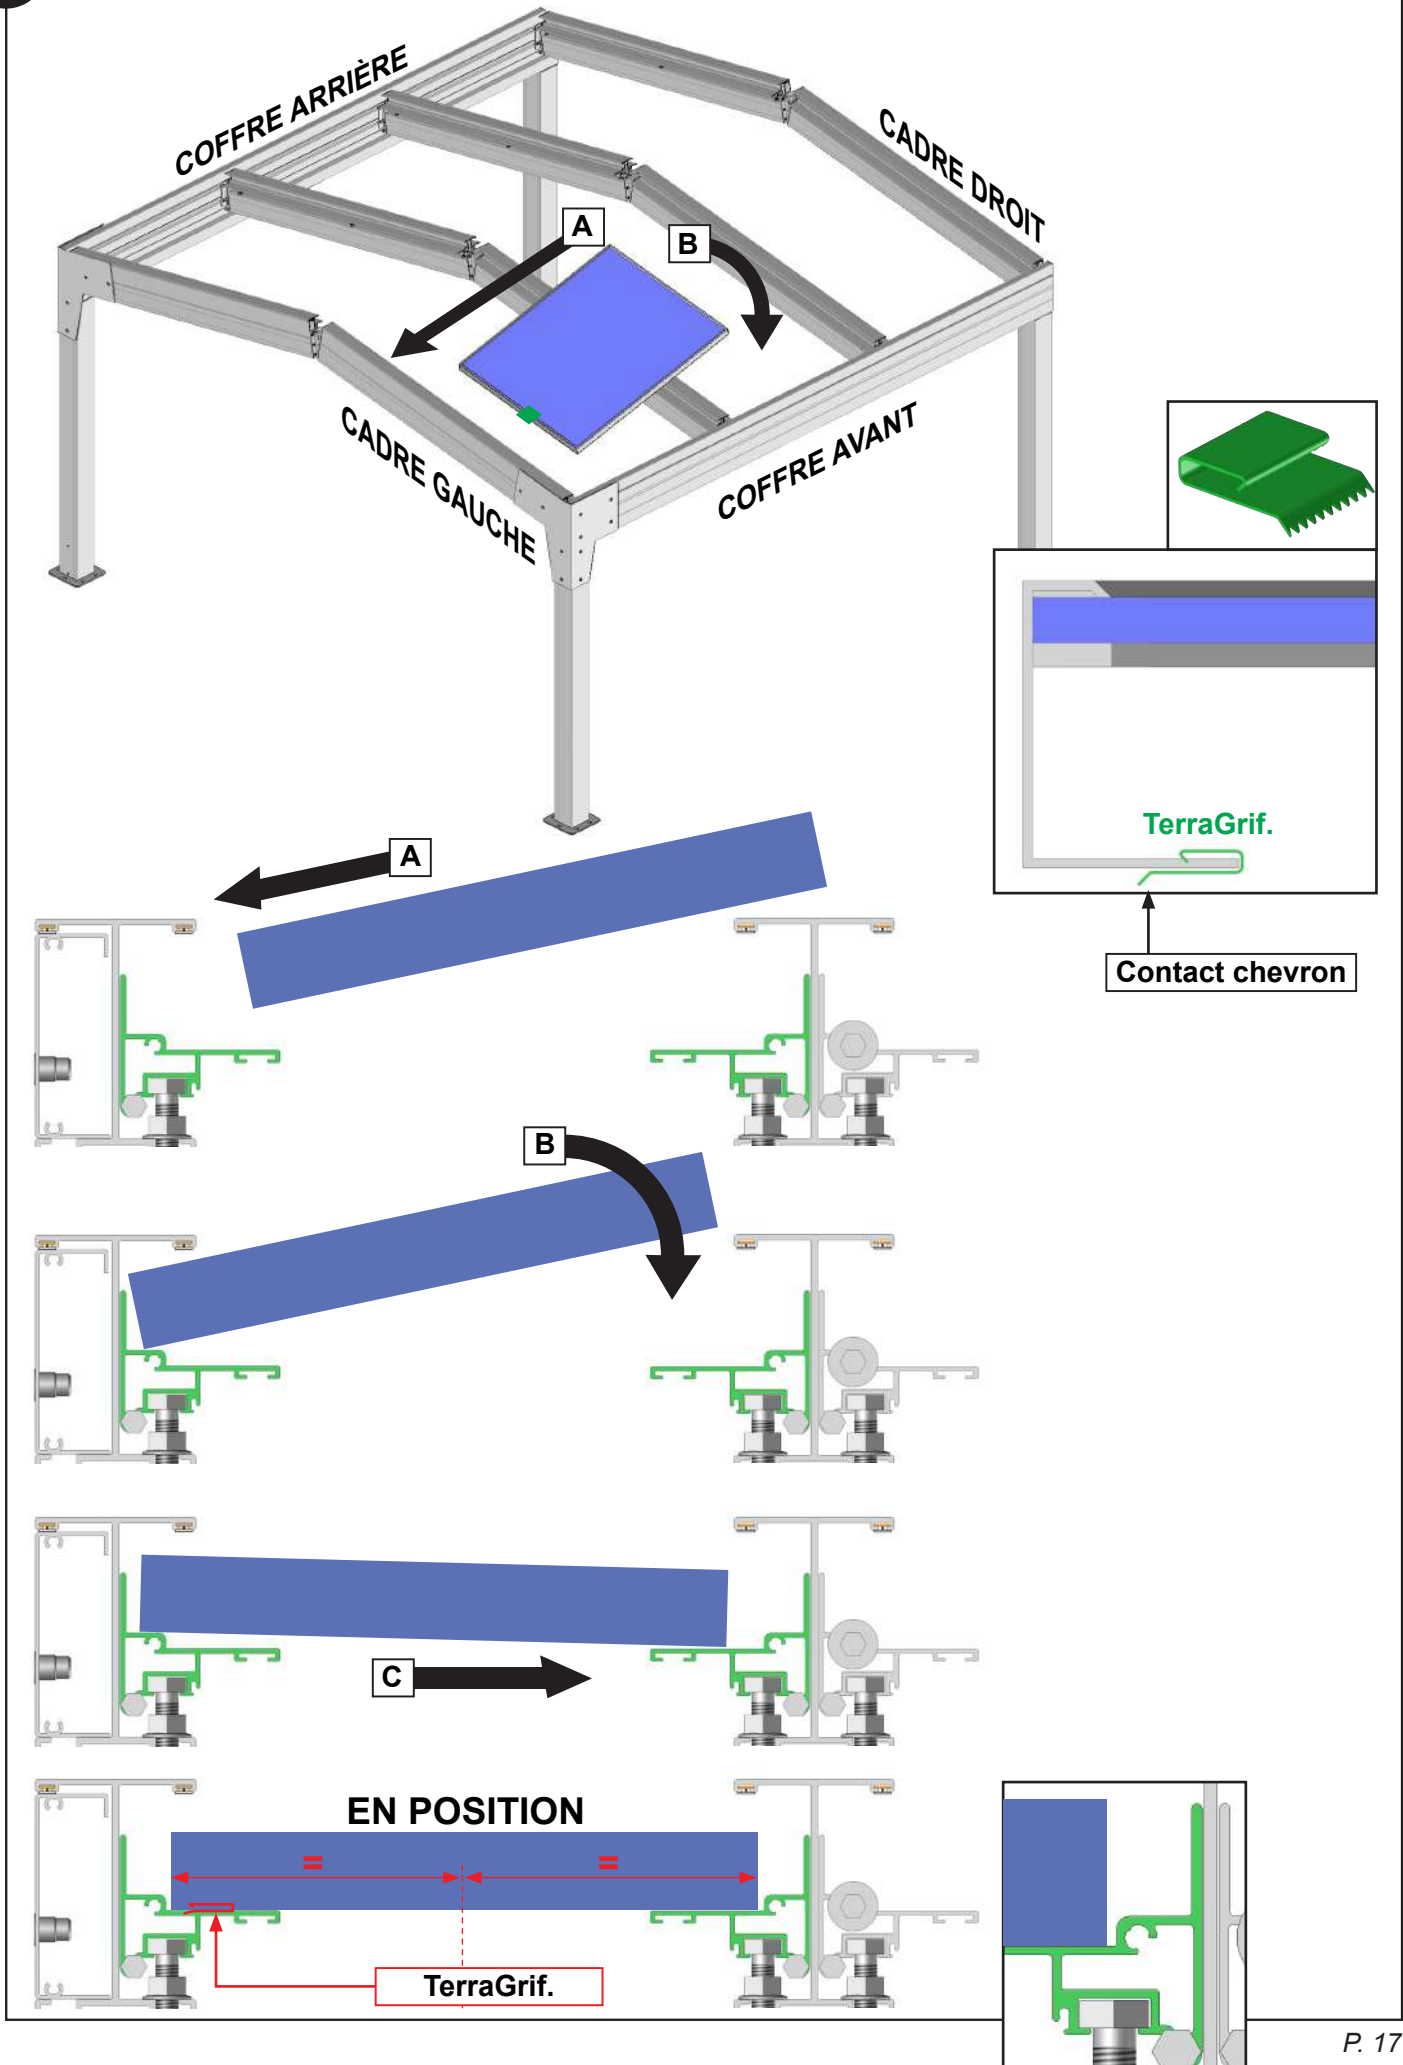 COFFRE ARRIÈRE
CADRE DROIT
A
B
CADRE GAUCHE
COFFRE AVANT
TerraGrif.
A
Contact chevron
B
C
EN POSITION
= =
TerraGrif.
P. 17